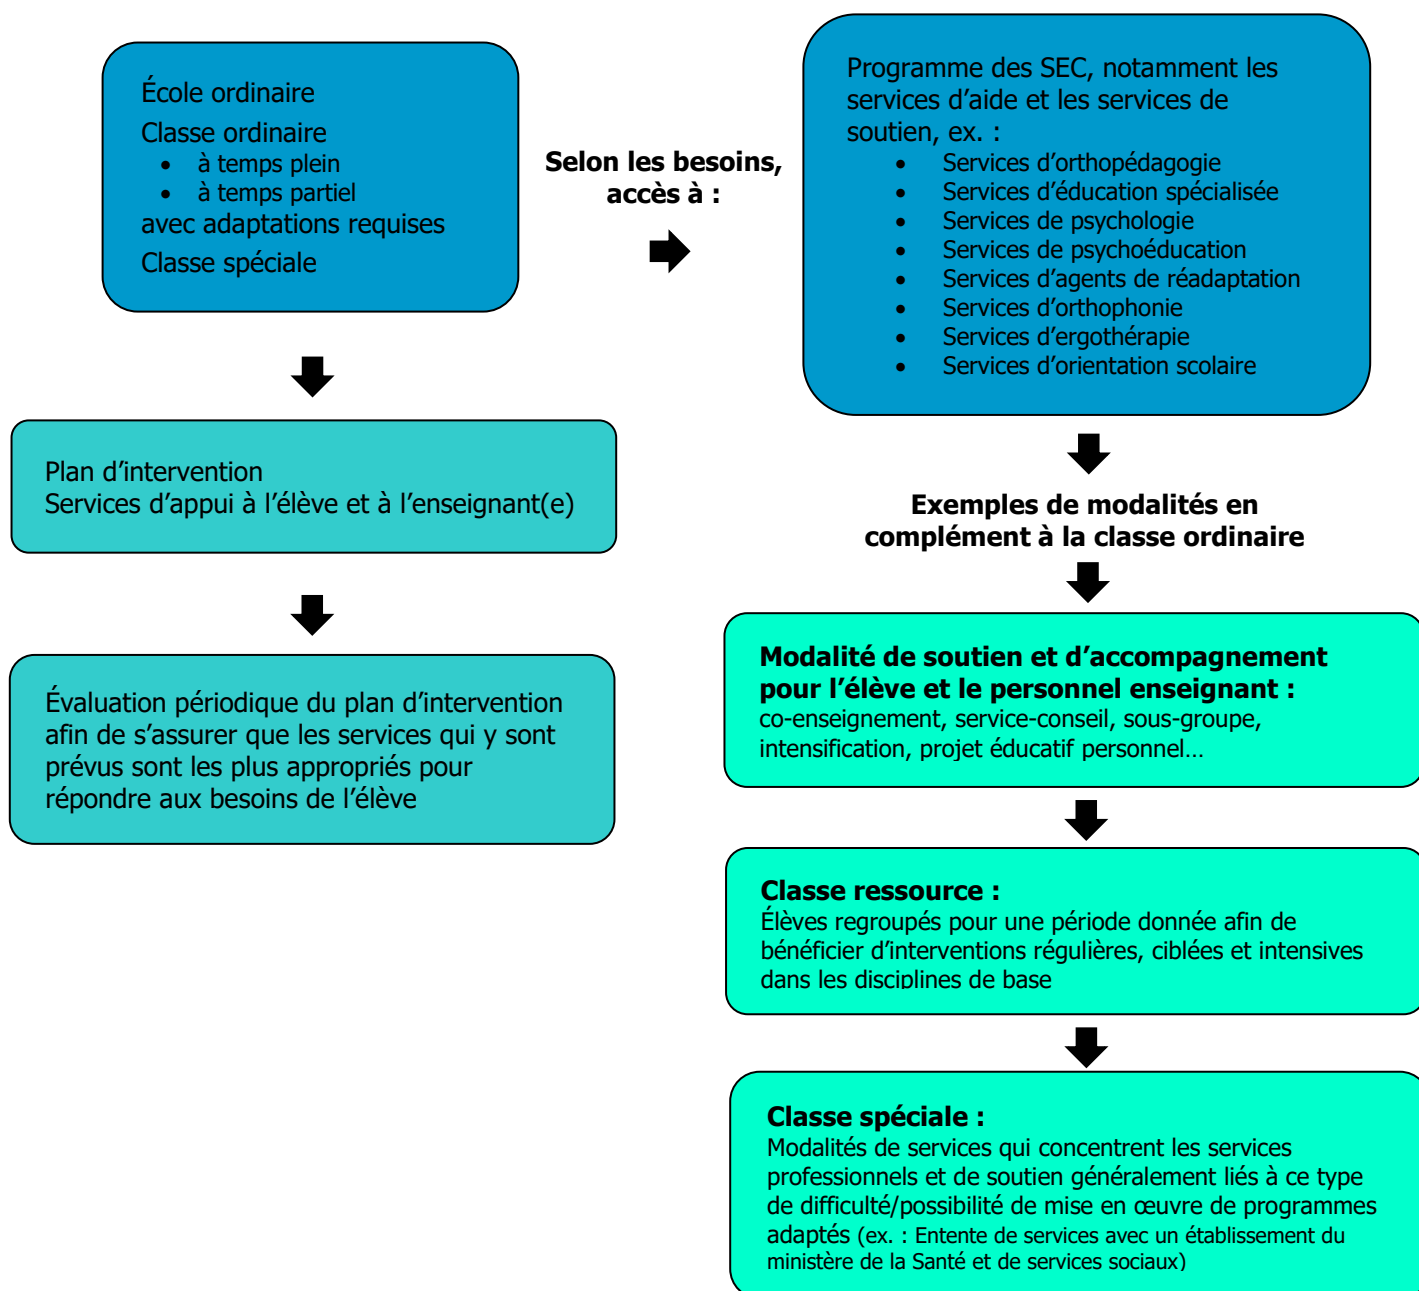 École ordinaire
Classe ordinaire
• à temps plein
• à temps partiel
avec adaptations requises
Classe spéciale
Selon les besoins,
accès à :
Programme des SEC, notamment les
services d’aide et les services de
soutien, ex. :
• Services d’orthopédagogie
• Services d’éducation spécialisée
• Services de psychologie
• Services de psychoéducation
• Services d’agents de réadaptation
• Services d’orthophonie
• Services d’ergothérapie
• Services d’orientation scolaire
Plan d’intervention
Services d’appui à l’élève et à l’enseignant(e)
Évaluation périodique du plan d’intervention
afin de s’assurer que les services qui y sont
prévus sont les plus appropriés pour
répondre aux besoins de l’élève
Exemples de modalités en
complément à la classe ordinaire
Modalité de soutien et d’accompagnement
pour l’élève et le personnel enseignant :
co-enseignement, service-conseil, sous-groupe,
intensification, projet éducatif personnel…
Classe ressource :
Élèves regroupés pour une période donnée afin de
bénéficier d’interventions régulières, ciblées et intensives
dans les disciplines de base
Classe spéciale :
Modalités de services qui concentrent les services
professionnels et de soutien généralement liés à ce type
de difficulté/possibilité de mise en œuvre de programmes
adaptés (ex. : Entente de services avec un établissement du
ministère de la Santé et de services sociaux)